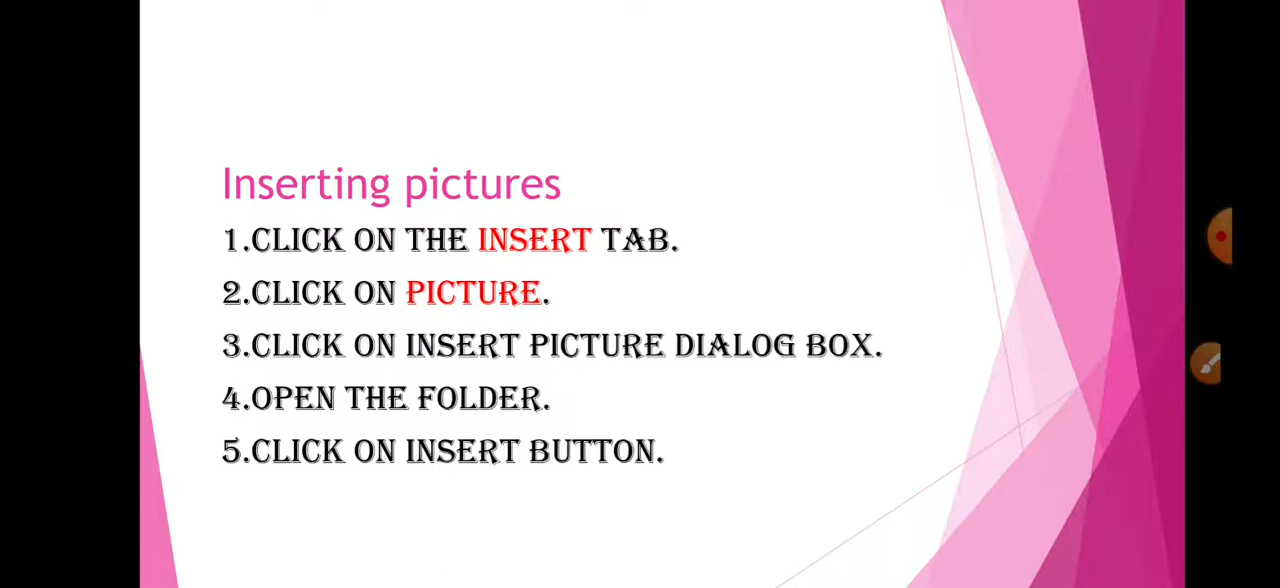 Inserting pictures
1.CLICK ON THE INSERT TAB.
2.CLICK ON PICTURE.
3.CLICK ON INSERT PICTURE DIALOG BOX.
4.OPEN THE FOLDER.
5.CLICK ON INSERT BUTTON.